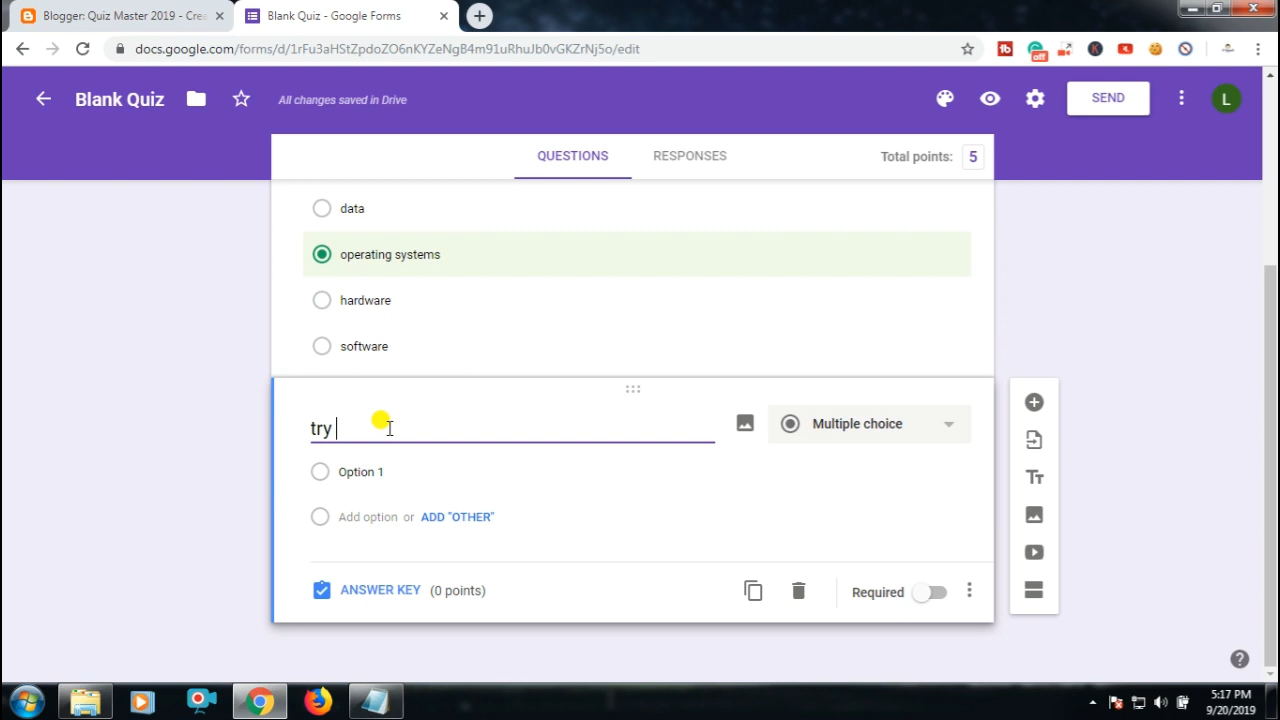 Blogger: Quiz Master 2019 - Crea
Blank Quiz - Google Forms
docs.google.com/forms/d/1rFu3aHStZpdoZO6nKYZeNgB4m91uRhuJb0vGKZrNj5o/edit
off
Blank Quiz
All changes saved in Drive
SEND
L
QUESTIONS
RESPONSES
Total points: 5
data
operating systems
hardware
software
try
Multiple choice
Option 1
Add option or ADD "OTHER"
ANSWER KEY (0 points)
Required
5:17 PM
9/20/2019